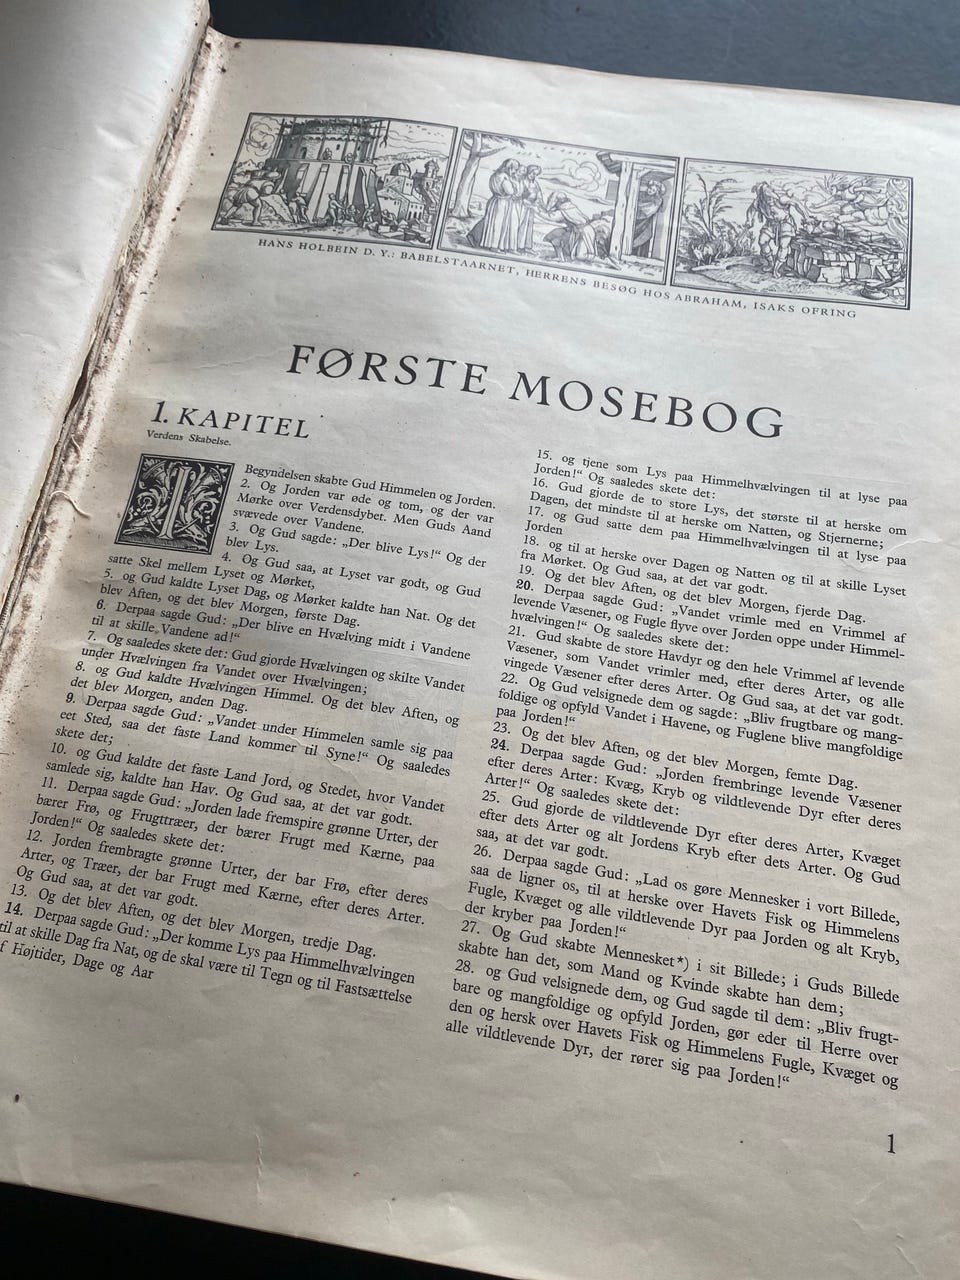 HANS HOLBEIN D. Y.: BABELSTAARNET, HERRENS BESØG HOS ABRAHAM, ISAKS OFRING
FØRSTE MOSEBOG
1. KAPITEL
Verdens Skabelse.
I Begyndelsen skabte Gud Himmelen og Jorden.
2. Og Jorden var øde og tom, og der var
Mørke over Verdensdybet. Men Guds Aand
svævede over Vandene.
3. Og Gud sagde: „Der blive Lys!“ Og der
blev Lys.
4. Og Gud saa, at Lyset var godt, og Gud
satte Skel mellem Lyset og Mørket,
5. og Gud kaldte Lyset Dag, og Mørket kaldte han Nat. Og det
blev Aften, og det blev Morgen, første Dag.
6. Derpaa sagde Gud: „Der blive en Hvælving midt i Vandene
til at skille Vandene ad!“
7. Og saaledes skete det: Gud gjorde Hvælvingen og skilte Vandet
under Hvælvingen fra Vandet over Hvælvingen;
8. og Gud kaldte Hvælvingen Himmel. Og det blev Aften, og
det blev Morgen, anden Dag.
9. Derpaa sagde Gud: „Vandet under Himmelen samle sig paa
eet Sted, saa det faste Land kommer til Syne!“ Og saaledes
skete det;
10. og Gud kaldte det faste Land Jord, og Stedet, hvor Vandet
samlede sig, kaldte han Hav. Og Gud saa, at det var godt.
11. Derpaa sagde Gud: „Jorden lade fremspire grønne Urter, der
bærer Frø, og Frugttræer, der bærer Frugt med Kærne, paa
Jorden!“ Og saaledes skete det:
12. Jorden frembragte grønne Urter, der bar Frø, efter deres
Arter, og Træer, der bar Frugt med Kærne, efter deres Arter.
Og Gud saa, at det var godt.
13. Og det blev Aften, og det blev Morgen, tredje Dag.
14. Derpaa sagde Gud: „Der komme Lys paa Himmelhvælvingen
til at skille Dag fra Nat, og de skal være til Tegn og til Fastsættelse
f Højtider, Dage og Aar
15. og tjene som Lys paa Himmelhvælvingen til at lyse paa
Jorden!“ Og saaledes skete det:
16. Gud gjorde de to store Lys, det største til at herske om
Dagen, det mindste til at herske om Natten, og Stjernerne;
17. og Gud satte dem paa Himmelhvælvingen til at lyse paa
Jorden
18. og til at herske over Dagen og Natten og til at skille Lyset
fra Mørket. Og Gud saa, at det var godt.
19. Og det blev Aften, og det blev Morgen, fjerde Dag.
20. Derpaa sagde Gud: „Vandet vrimle med en Vrimmel af
levende Væsener, og Fugle flyve over Jorden oppe under Himmel-
hvælvingen!“ Og saaledes skete det:
21. Gud skabte de store Havdyr og den hele Vrimmel af levende
Væsener, som Vandet vrimler med, efter deres Arter, og alle
vingede Væsener efter deres Arter. Og Gud saa, at det var godt.
22. Og Gud velsignede dem og sagde: „Bliv frugtbare og mang-
foldige og opfyld Vandet i Havene, og Fuglene blive mangfoldige
paa Jorden!“
23. Og det blev Aften, og det blev Morgen, femte Dag.
24. Derpaa sagde Gud: „Jorden frembringe levende Væsener
efter deres Arter: Kvæg, Kryb og vildtlevende Dyr efter deres
Arter!“ Og saaledes skete det:
25. Gud gjorde de vildtlevende Dyr efter deres Arter, Kvæget
efter dets Arter og alt Jordens Kryb efter dets Arter. Og Gud
saa, at det var godt.
26. Derpaa sagde Gud: „Lad os gøre Mennesker i vort Billede,
saa de ligner os, til at herske over Havets Fisk og Himmelens
Fugle, Kvæget og alle vildtlevende Dyr paa Jorden og alt Kryb,
der kryber paa Jorden!“
27. Og Gud skabte Mennesket*) i sit Billede; i Guds Billede
skabte han det, som Mand og Kvinde skabte han dem;
28. og Gud velsignede dem, og Gud sagde til dem: „Bliv frugt-
bare og mangfoldige og opfyld Jorden, gør eder til Herre over
den og hersk over Havets Fisk og Himmelens Fugle, Kvæget og
alle vildtlevende Dyr, der rører sig paa Jorden!“
1